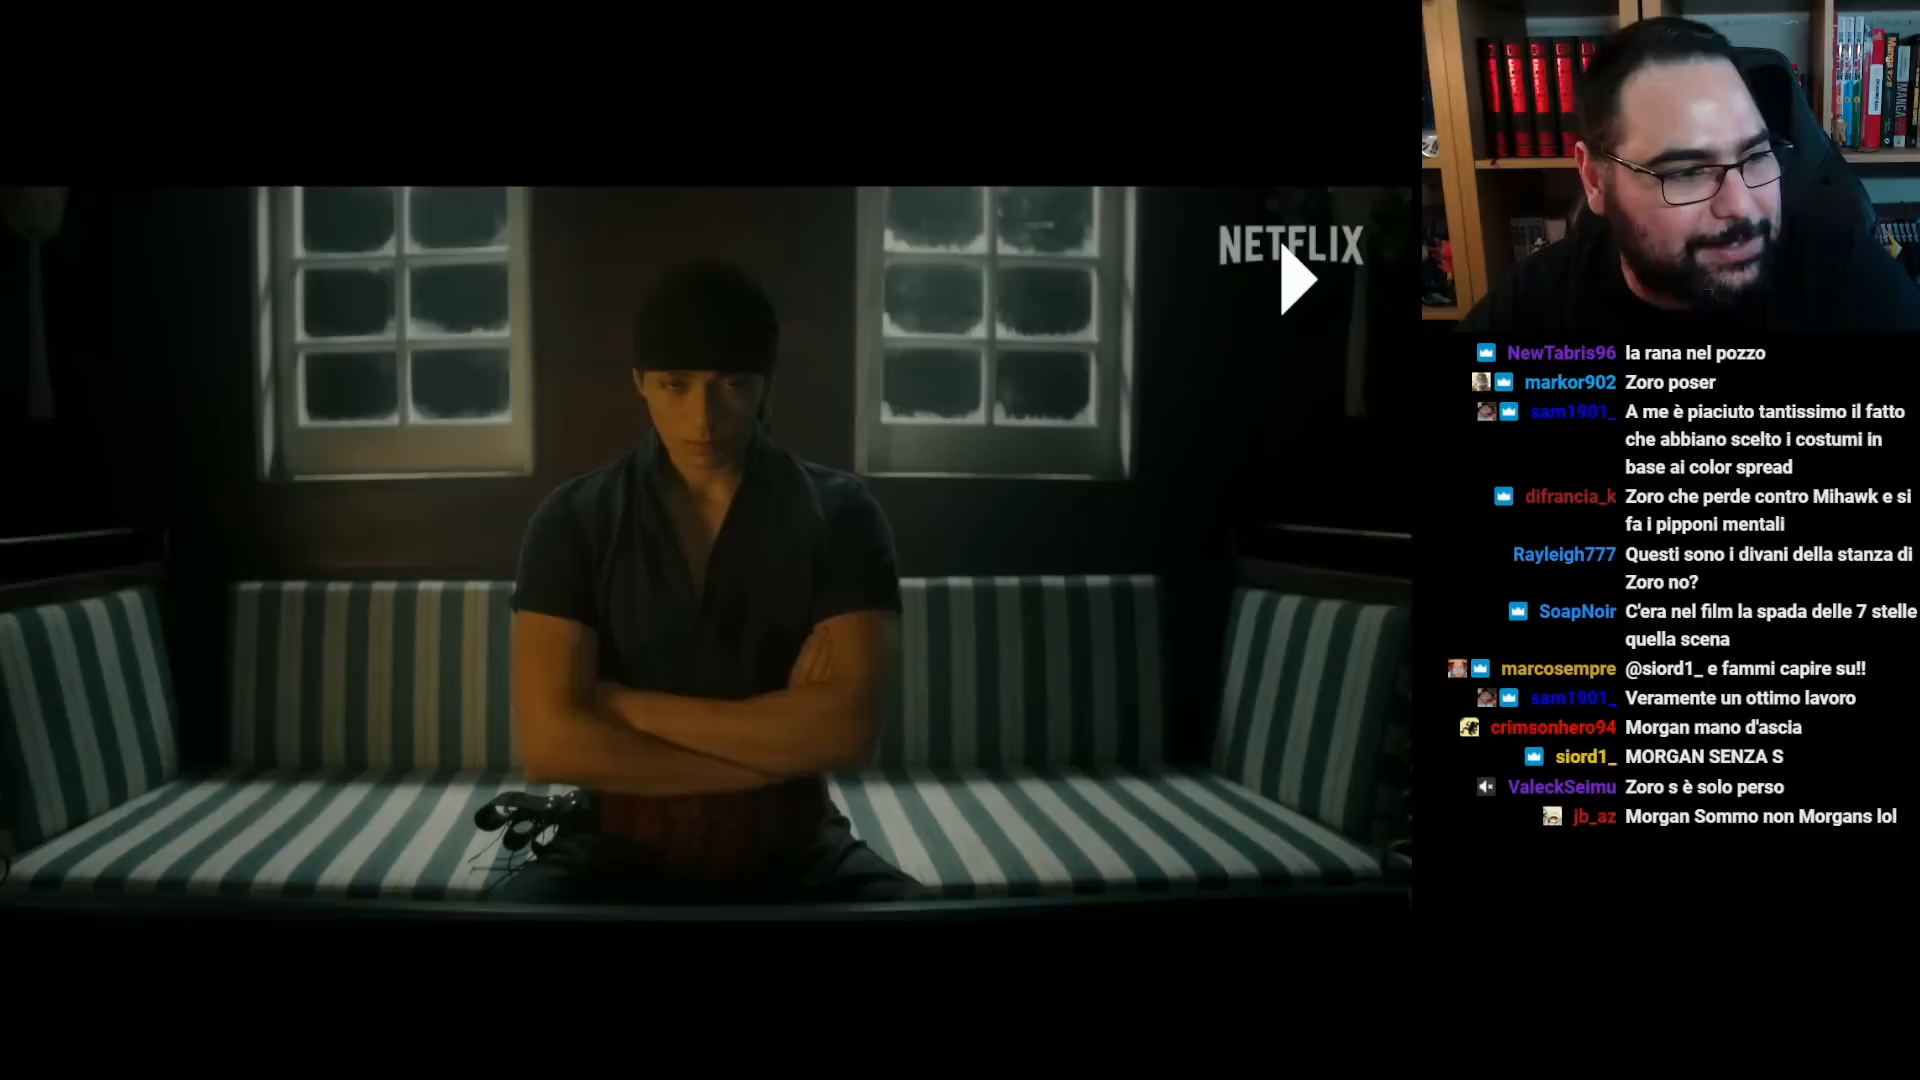 NETFLIX
MANGA
NewTabris96 la rana nel pozzo
markor902 Zoro poser
sam1901_ A me è piaciuto tantissimo il fatto
che abbiano scelto i costumi in
base ai color spread
difrancia_k Zoro che perde contro Mihawk e si
fa i pipponi mentali
Rayleigh777 Questi sono i divani della stanza di
Zoro no?
SoapNoir C'era nel film la spada delle 7 stelle
quella scena
marcosempre @siord1_ e fammi capire su!!
sam1901_ Veramente un ottimo lavoro
crimsonhero94 Morgan mano d'ascia
siord1_ MORGAN SENZA S
ValeckSeimu Zoro s è solo perso
jb_az Morgan Sommo non Morgans lol